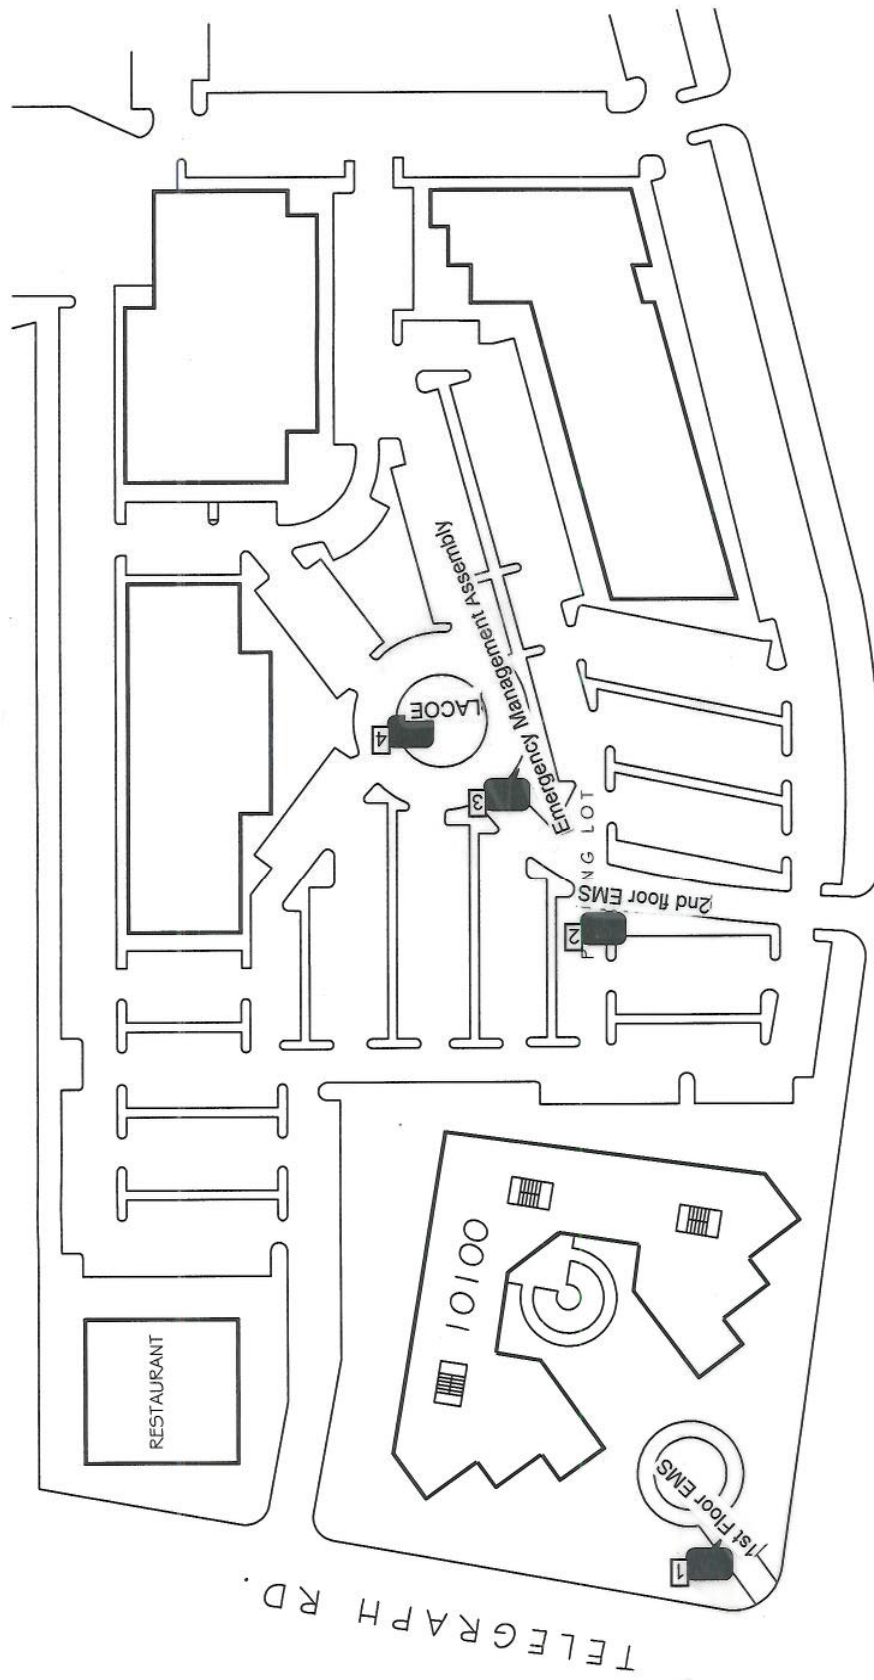 Emergency Management Assembly
LACOE
4
3
PARKING LOT
2nd floor EMS
2
10100
RESTAURANT
1st Floor EMS
1
TELEGRAPH RD.